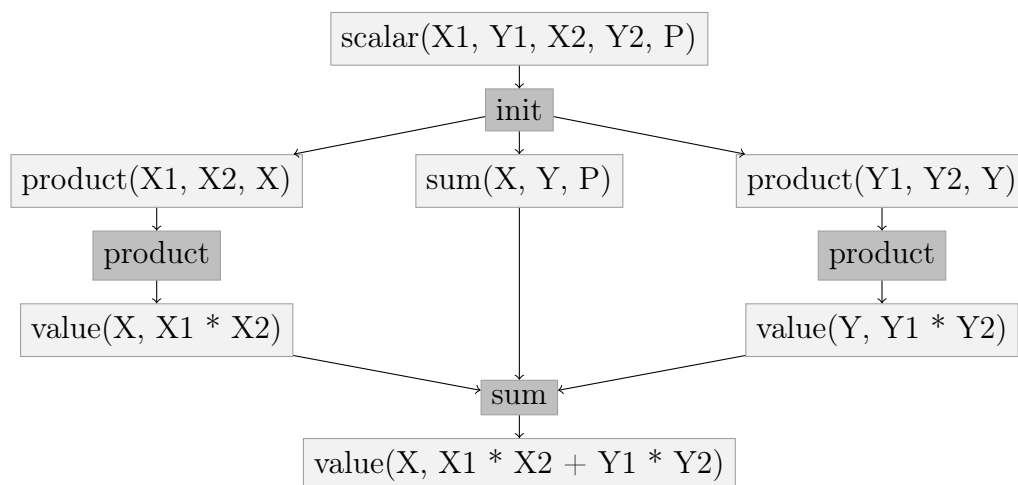 scalar(X1, Y1, X2, Y2, P)
init
product(X1, X2, X)
sum(X, Y, P)
product(Y1, Y2, Y)
product
product
value(X, X1 * X2)
value(Y, Y1 * Y2)
sum
value(X, X1 * X2 + Y1 * Y2)